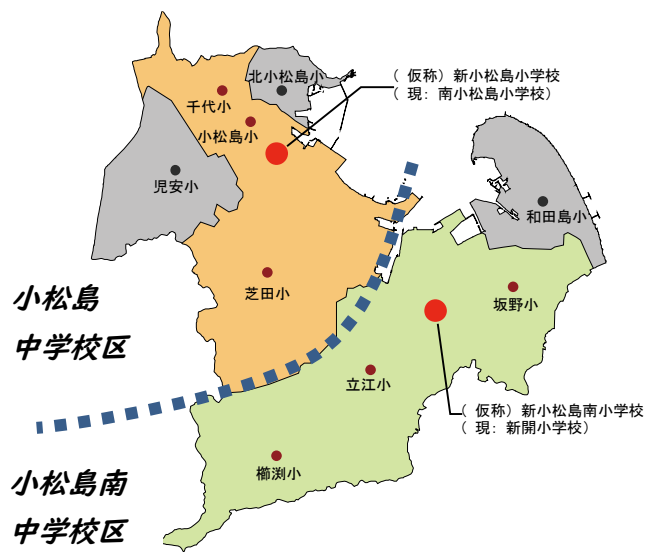 北小松島小
(仮称)新小松島小学校
(現:南小松島小学校)
千代小
小松島小
児安小
和田島小
芝田小
坂野小
小松島
中学校区
立江小
(仮称)新小松島南小学校
(現:新開小学校)
櫛渕小
小松島南
中学校区